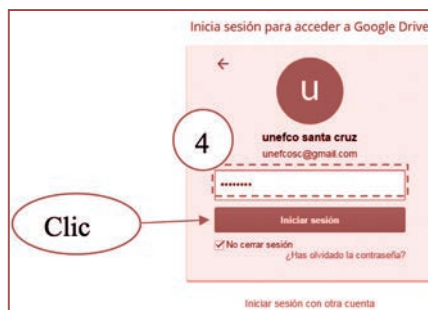 Inicia sesión para acceder a Google Drive
←
u
unefco santa cruz
unefcosc@gmail.com
4
••••••••
Clic
Iniciar sesión
No cerrar sesión
¿Has olvidado la contraseña?
Iniciar sesión con otra cuenta